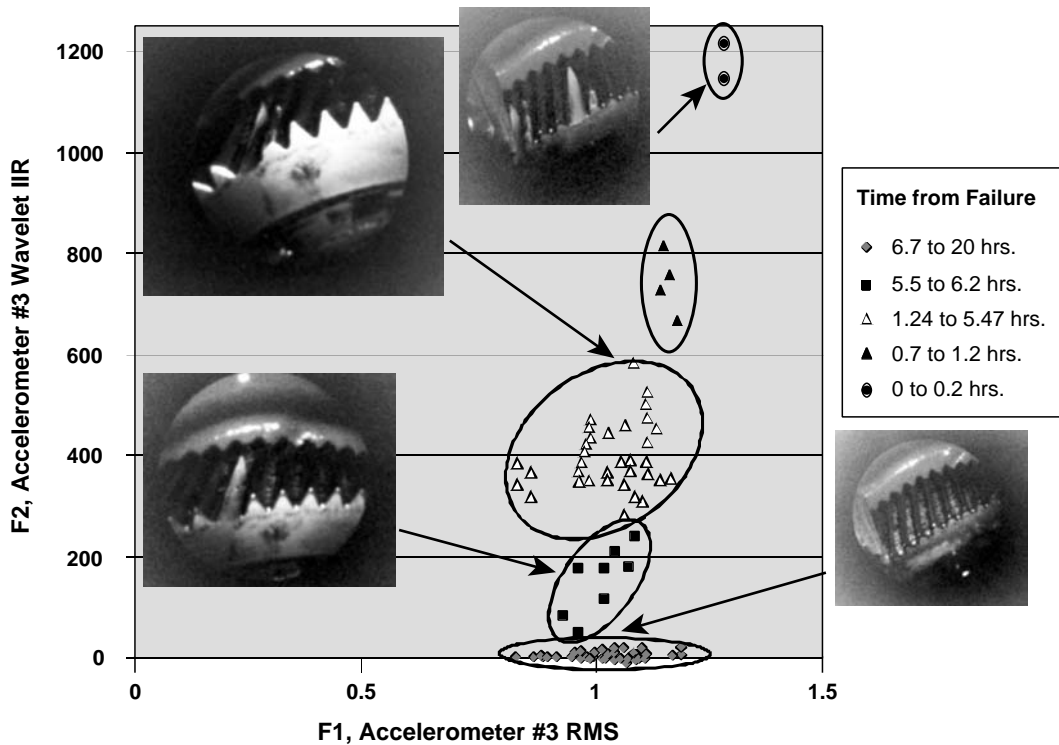 1200
1000
800
600
400
200
0
F2, Accelerometer #3 Wavelet IIR
0
0.5
1
1.5
F1, Accelerometer #3 RMS
Time from Failure
6.7 to 20 hrs.
5.5 to 6.2 hrs.
1.24 to 5.47 hrs.
0.7 to 1.2 hrs.
0 to 0.2 hrs.